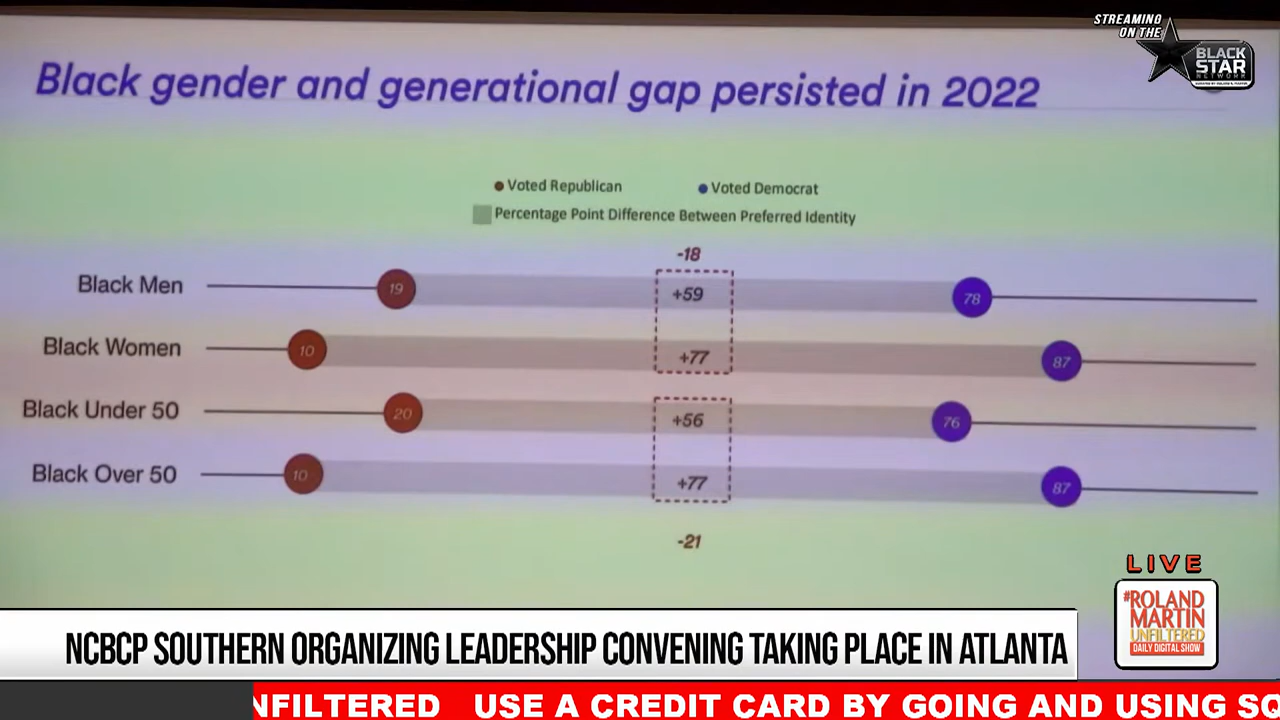 STREAMING
ON THE
BLACK
STAR
NETWORK
Black gender and generational gap persisted in 2022
Voted Republican
Voted Democrat
Percentage Point Difference Between Preferred Identity
-18
Black Men
19
+59
78
Black Women
10
+77
87
Black Under 50
20
+56
76
Black Over 50
10
+77
87
-21
LIVE
#ROLAND
MARTIN
UNFILTERED
DAILY DIGITAL SHOW
NCBCP SOUTHERN ORGANIZING LEADERSHIP CONVENING TAKING PLACE IN ATLANTA
NFILTERED USE A CREDIT CARD BY GOING AND USING SQ